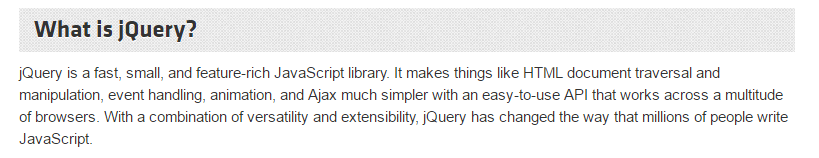 What is jQuery?
jQuery is a fast, small, and feature-rich JavaScript library. It makes things like HTML document traversal and
manipulation, event handling, animation, and Ajax much simpler with an easy-to-use API that works across a multitude
of browsers. With a combination of versatility and extensibility, jQuery has changed the way that millions of people write
JavaScript.